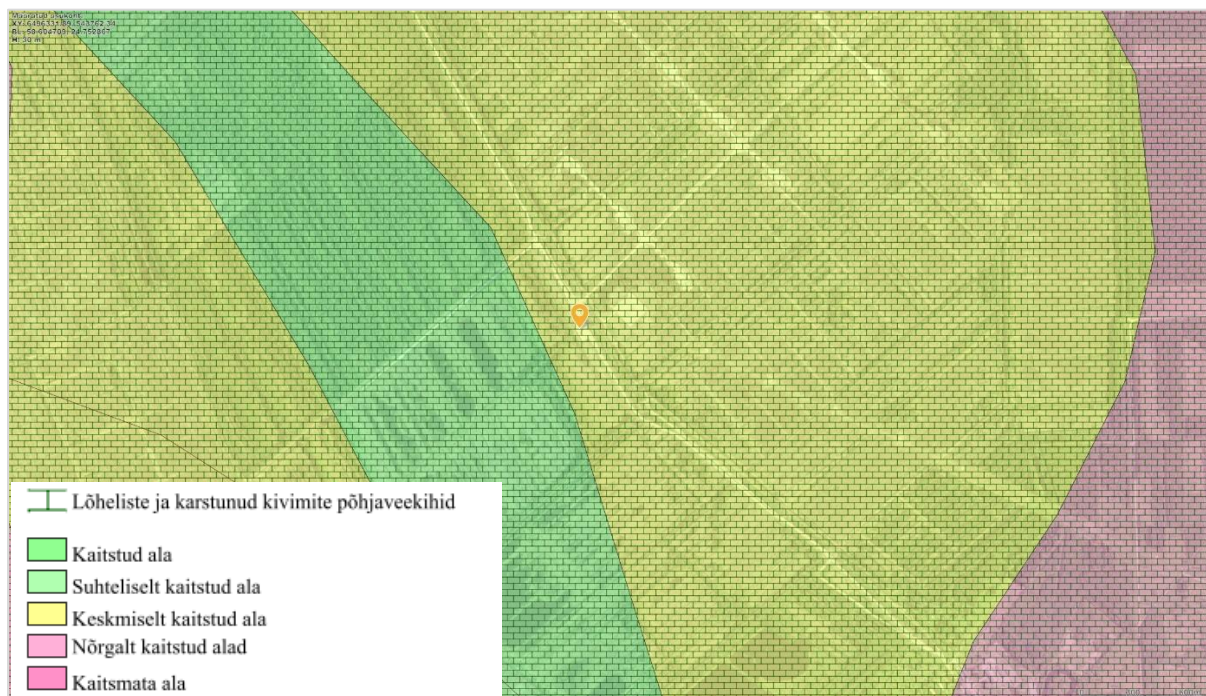 Lõheliste ja karstunud kivimite põhjaveekihid
Kaitstud ala
Suhteliselt kaitstud ala
Keskmiselt kaitstud ala
Nõrgalt kaitstud alad
Kaitsmata ala